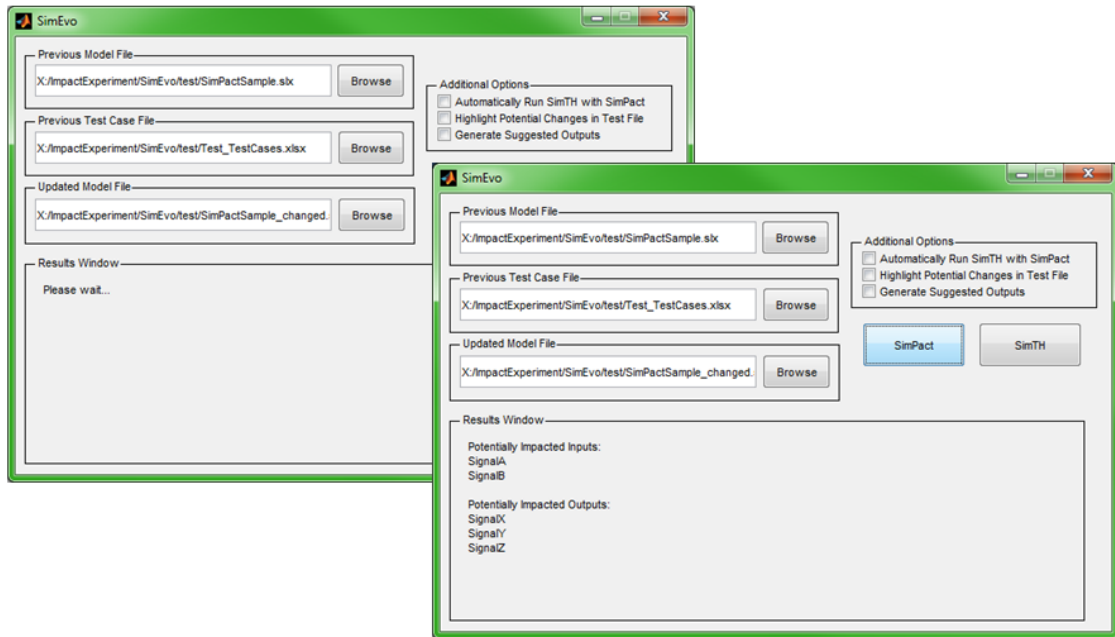 SimEvo
Previous Model File
X:/ImpactExperiment/SimEvo/test/SimPactSample.slx
Browse
Previous Test Case File
X:/ImpactExperiment/SimEvo/test/Test_TestCases.xlsx
Browse
Updated Model File
X:/ImpactExperiment/SimEvo/test/SimPactSample_changed.
Browse
Additional Options
Automatically Run SimTH with SimPact
Highlight Potential Changes in Test File
Generate Suggested Outputs
Results Window
Please wait...
SimEvo
Previous Model File
X:/ImpactExperiment/SimEvo/test/SimPactSample.slx
Browse
Previous Test Case File
X:/ImpactExperiment/SimEvo/test/Test_TestCases.xlsx
Browse
Updated Model File
X:/ImpactExperiment/SimEvo/test/SimPactSample_changed.
Browse
Additional Options
Automatically Run SimTH with SimPact
Highlight Potential Changes in Test File
Generate Suggested Outputs
SimPact
SimTH
Results Window
Potentially Impacted Inputs:
SignalA
SignalB
Potentially Impacted Outputs:
SignalX
SignalY
SignalZ